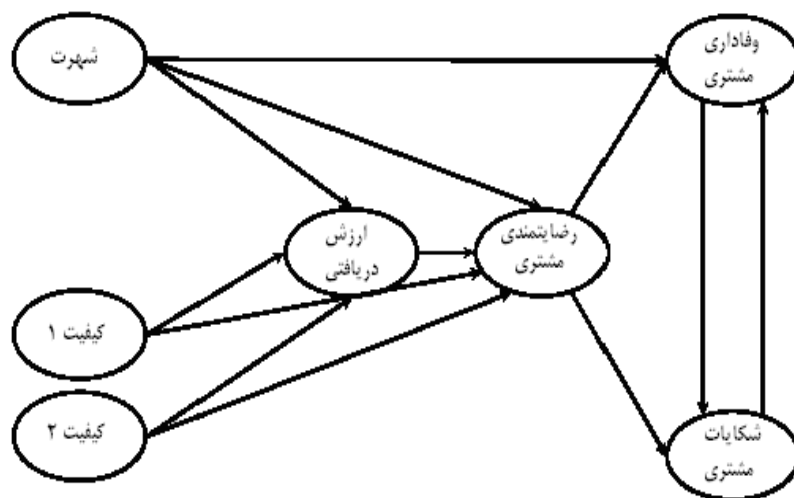 شهرت
وفاداری
مشتری
ارزش
دریافتی
رضایتمندی
مشتری
کیفیت ۱
کیفیت ۲
شکایات
مشتری